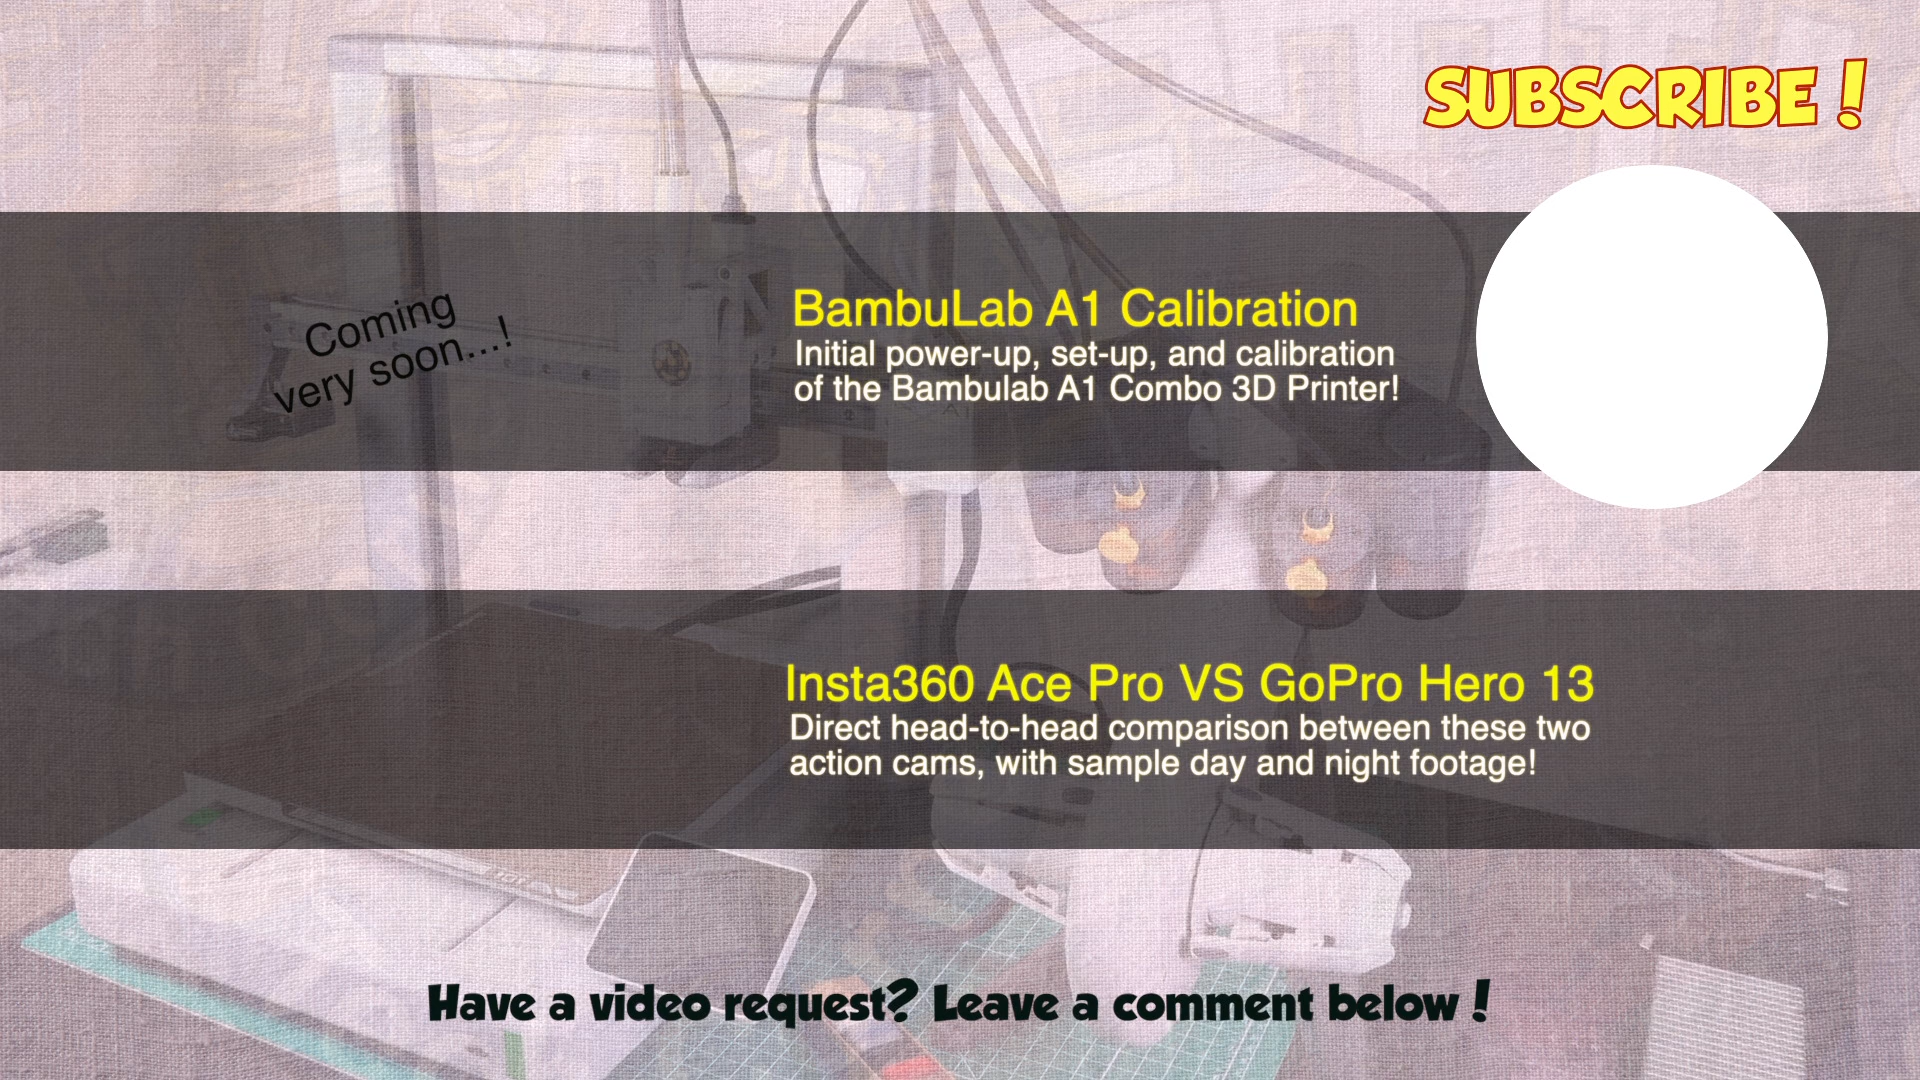 SUBSCRIBE!
Coming
very soon...!
BambuLab A1 Calibration
Initial power-up, set-up, and calibration
of the Bambulab A1 Combo 3D Printer!
Insta360 Ace Pro VS GoPro Hero 13
Direct head-to-head comparison between these two
action cams, with sample day and night footage!
Have a video request? Leave a comment below!